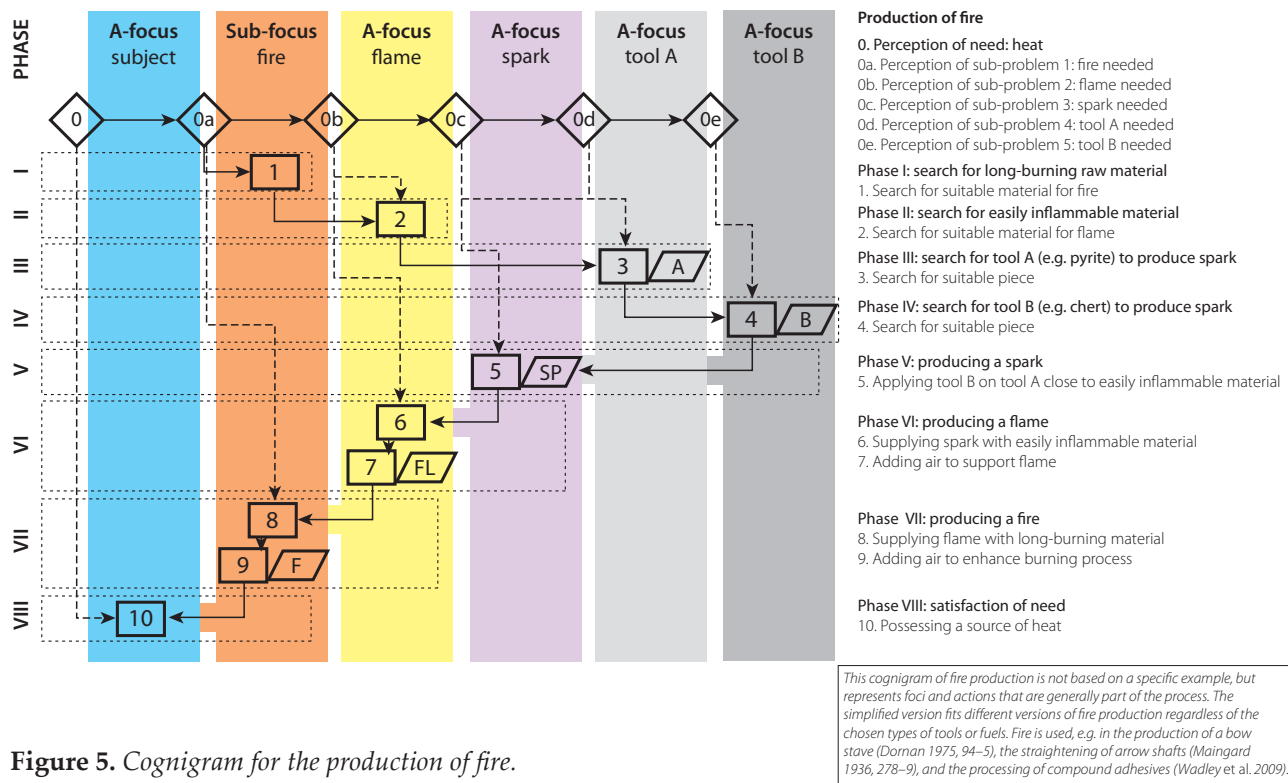 PHASE
A-focus
subject
Sub-focus
fire
A-focus
flame
A-focus
spark
A-focus
tool A
A-focus
tool B
0
0a
0b
0c
0d
0e
I
1
II
2
III
3
A
IV
4
B
V
5
SP
VI
6
7
FL
VII
8
9
F
VIII
10
Production of fire
0. Perception of need: heat
0a. Perception of sub-problem 1: fire needed
0b. Perception of sub-problem 2: flame needed
0c. Perception of sub-problem 3: spark needed
0d. Perception of sub-problem 4: tool A needed
0e. Perception of sub-problem 5: tool B needed
Phase I: search for long-burning raw material
1. Search for suitable material for fire
Phase II: search for easily inflammable material
2. Search for suitable material for flame
Phase III: search for tool A (e.g. pyrite) to produce spark
3. Search for suitable piece
Phase IV: search for tool B (e.g. chert) to produce spark
4. Search for suitable piece
Phase V: producing a spark
5. Applying tool B on tool A close to easily inflammable material
Phase VI: producing a flame
6. Supplying spark with easily inflammable material
7. Adding air to support flame
Phase VII: producing a fire
8. Supplying flame with long-burning material
9. Adding air to enhance burning process
Phase VIII: satisfaction of need
10. Possessing a source of heat
This cognigram of fire production is not based on a specific example, but
represents foci and actions that are generally part of the process. The
simplified version fits different versions of fire production regardless of the
chosen types of tools or fuels. Fire is used, e.g. in the production of a bow
stave (Dornan 1975, 94–5), the straightening of arrow shafts (Maingard
1936, 278–9), and the processing of compound adhesives (Wadley et al. 2009).
Figure 5. Cognigram for the production of fire.